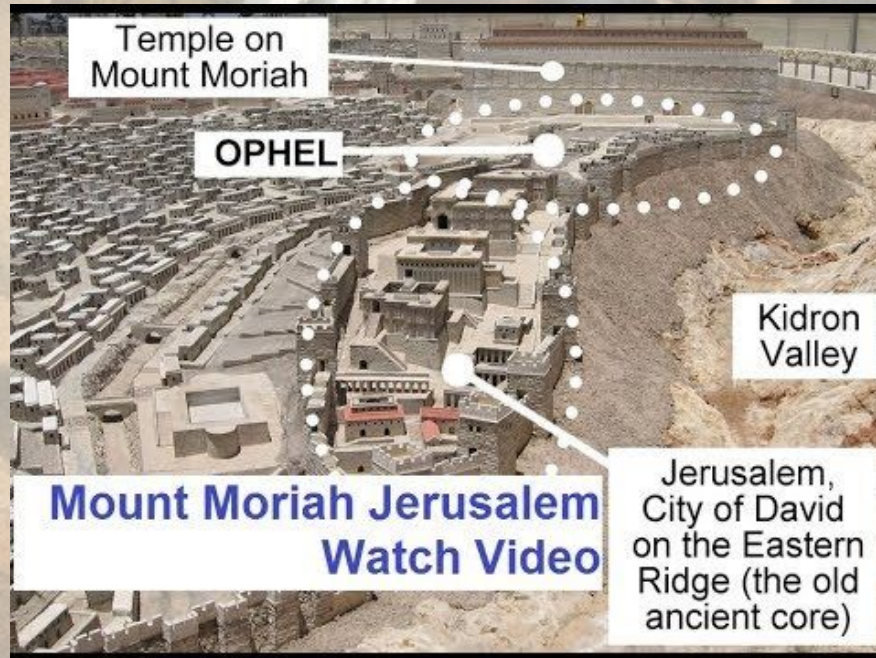 Temple on
Mount Moriah
OPHEL
Kidron
Valley
Mount Moriah Jerusalem
Watch Video
Jerusalem,
City of David
on the Eastern
Ridge (the old
ancient core)